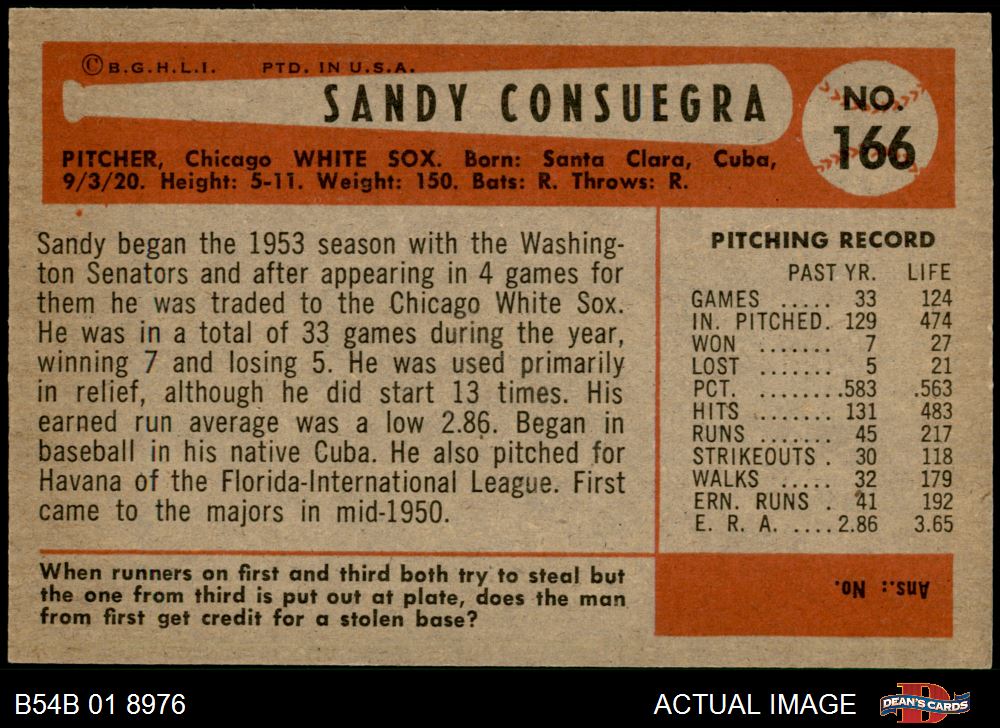 ©B.G.H.L.I. PTD. IN U.S.A.
SANDY CONSUEGRA
NO.
166
PITCHER, Chicago WHITE SOX. Born: Santa Clara, Cuba,
9/3/20. Height: 5-11. Weight: 150. Bats: R. Throws: R.
Sandy began the 1953 season with the Washing-
ton Senators and after appearing in 4 games for
them he was traded to the Chicago White Sox.
He was in a total of 33 games during the year,
winning 7 and losing 5. He was used primarily
in relief, although he did start 13 times. His
earned run average was a low 2.86. Began in
baseball in his native Cuba. He also pitched for
Havana of the Florida-International League. First
came to the majors in mid-1950.
PITCHING RECORD
PAST YR. LIFE
GAMES ..... 33 124
IN. PITCHED. 129 474
WON ....... 7 27
LOST ....... 5 21
PCT. .......583 .563
HITS ....... 131 483
RUNS ....... 45 217
STRIKEOUTS . 30 118
WALKS ..... 32 179
ERN. RUNS . 41 192
E. R. A. ....2.86 3.65
When runners on first and third both try to steal but
the one from third is put out at plate, does the man
from first get credit for a stolen base?
Ans.: No.
B54B 01 8976
ACTUAL IMAGE
DEAN'S CARDS